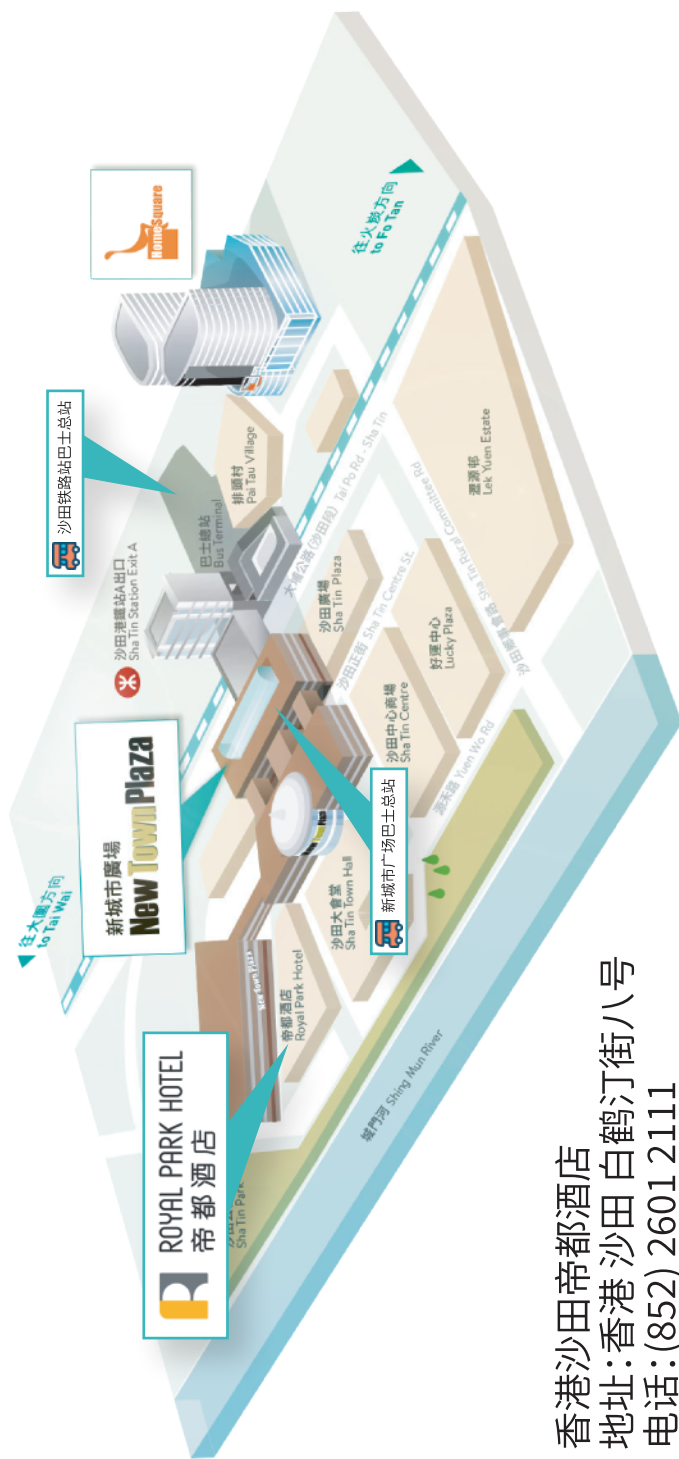 往大圍方向
to Tai Wai
新城市廣場
New Town Plaza
沙田港鐵站A出口
Sha Tin Station Exit A
沙田铁路站巴士总站
HomeSquare
巴士總站
Bus Terminal
排頭村
Pai Tau Village
往火炭方向
to Fo Tan
ROYAL PARK HOTEL
帝都酒店
New Town Plaza
New Town Plaza
大埔公路 (沙田段) Tai Po Rd - Sha Tin
沙田廣場
Sha Tin Plaza
沙田正街 Sha Tin Centre St.
帝都酒店
Royal Park Hotel
沙田大會堂
Sha Tin Town Hall
沙田中心商場
Sha Tin Centre
好運中心
Lucky Plaza
瀝源邨
Lek Yuen Estate
新城市广场巴士总站
Sha Tin Park
源禾路 Yuen Wo Rd
沙田鄉事會路 Sha Tin Rural Committee Rd
城門河 Shing Mun River
香港沙田帝都酒店
地址:香港 沙田 白鹤汀街八号
电话:(852) 2601 2111